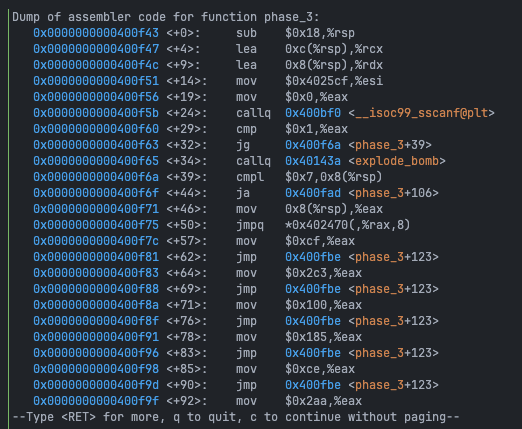 Dump of assembler code for function phase_3:
0x0000000000400f43 <+0>: sub $0x18,%rsp
0x0000000000400f47 <+4>: lea 0xc(%rsp),%rcx
0x0000000000400f4c <+9>: lea 0x8(%rsp),%rdx
0x0000000000400f51 <+14>: mov $0x4025cf,%esi
0x0000000000400f56 <+19>: mov $0x0,%eax
0x0000000000400f5b <+24>: callq 0x400bf0 <__isoc99_sscanf@plt>
0x0000000000400f60 <+29>: cmp $0x1,%eax
0x0000000000400f63 <+32>: jg 0x400f6a <phase_3+39>
0x0000000000400f65 <+34>: callq 0x40143a <explode_bomb>
0x0000000000400f6a <+39>: cmpl $0x7,0x8(%rsp)
0x0000000000400f6f <+44>: ja 0x400fad <phase_3+106>
0x0000000000400f71 <+46>: mov 0x8(%rsp),%eax
0x0000000000400f75 <+50>: jmpq *0x402470(,%rax,8)
0x0000000000400f7c <+57>: mov $0xcf,%eax
0x0000000000400f81 <+62>: jmp 0x400fbe <phase_3+123>
0x0000000000400f83 <+64>: mov $0x2c3,%eax
0x0000000000400f88 <+69>: jmp 0x400fbe <phase_3+123>
0x0000000000400f8a <+71>: mov $0x100,%eax
0x0000000000400f8f <+76>: jmp 0x400fbe <phase_3+123>
0x0000000000400f91 <+78>: mov $0x185,%eax
0x0000000000400f96 <+83>: jmp 0x400fbe <phase_3+123>
0x0000000000400f98 <+85>: mov $0xce,%eax
0x0000000000400f9d <+90>: jmp 0x400fbe <phase_3+123>
0x0000000000400f9f <+92>: mov $0x2aa,%eax
--Type <RET> for more, q to quit, c to continue without paging--